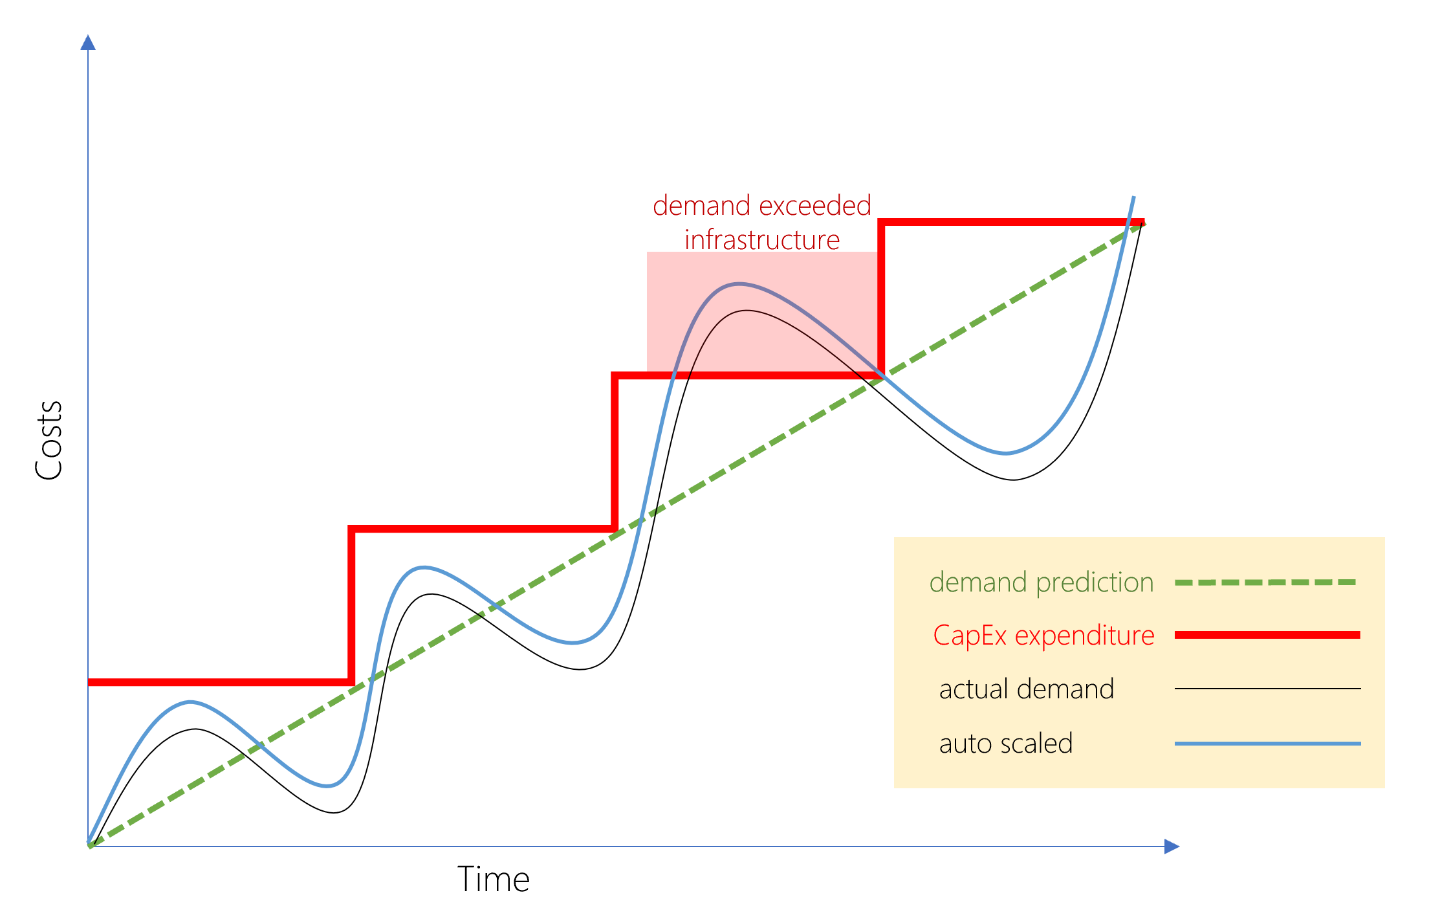 demand exceeded
infrastructure
Costs
demand prediction
CapEx expenditure
actual demand
auto scaled
Time